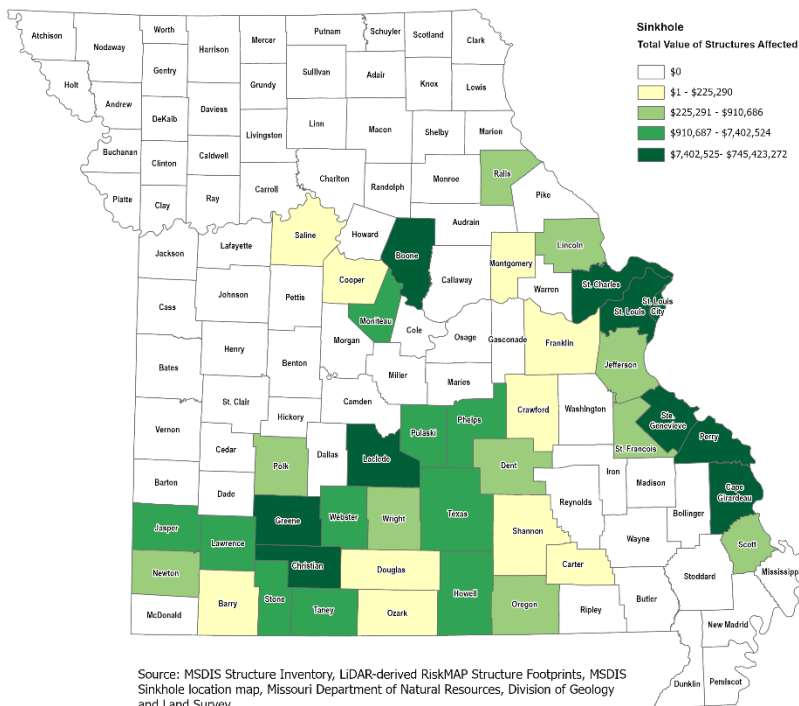 Sinkhole
Total Value of Structures Affected
$0
$1 - $225,290
$225,291 - $910,686
$910,687 - $7,402,524
$7,402,525- $745,423,272
Atchison
Nodaway
Worth
Harrison
Mercer
Putnam
Schuyler
Scotland
Clark
Holt
Gentry
Grundy
Sullivan
Adair
Knox
Lewis
Andrew
DeKalb
Daviess
Livingston
Linn
Macon
Shelby
Marion
Buchanan
Clinton
Caldwell
Platte
Clay
Ray
Carroll
Charlton
Randolph
Monroe
Ralls
Pike
Jackson
Lafayette
Saline
Howard
Boone
Audrain
Callaway
Montgomery
Lincoln
Warren
St. Charles
St. Louis
St. Louis
City
Cass
Johnson
Pettis
Cooper
Moniteau
Morgan
Cole
Osage
Gasconade
Franklin
Jefferson
Bates
Henry
Benton
Miller
Maries
St. Clair
Hickory
Camden
Crawford
Washington
Ste.
Genevieve
St. Francois
Perry
Vernon
Cedar
Polk
Dallas
Laclede
Pulaski
Phelps
Dent
Iron
Madison
Cape
Girardeau
Barton
Dade
Greene
Webster
Wright
Texas
Reynolds
Bollinger
Jasper
Lawrence
Christian
Douglas
Shannon
Wayne
Scott
Newton
Carter
Stoddard
Mississipp
McDonald
Barry
Stone
Taney
Ozark
Howell
Oregon
Ripley
Butler
New Madrid
Dunklin
Pemiscot
Source: MSDIS Structure Inventory, LiDAR-derived RiskMAP Structure Footprints, MSDIS
Sinkhole location map, Missouri Department of Natural Resources, Division of Geology
and Land Survey